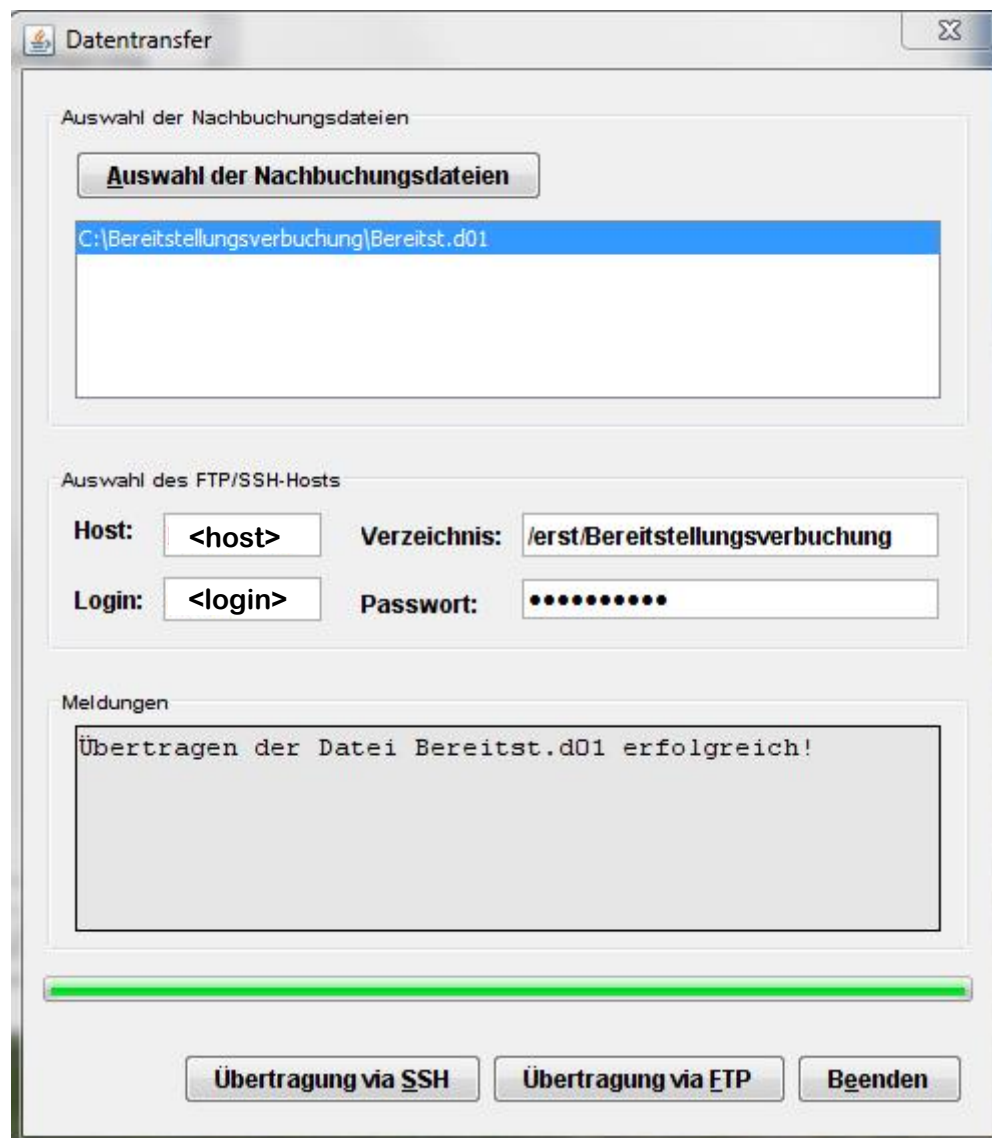 Datentransfer
Auswahl der Nachbuchungsdateien
Auswahl der Nachbuchungsdateien
C:\Bereitstellungsverbuchung\Bereitst.d01
Auswahl des FTP/SSH-Hosts
Host: <host> Verzeichnis: /erst/Bereitstellungsverbuchung
Login: <login> Passwort: ••••••••••
Meldungen
Übertragen der Datei Bereitst.d01 erfolgreich!
Übertragung via SSH Übertragung via FTP Beenden